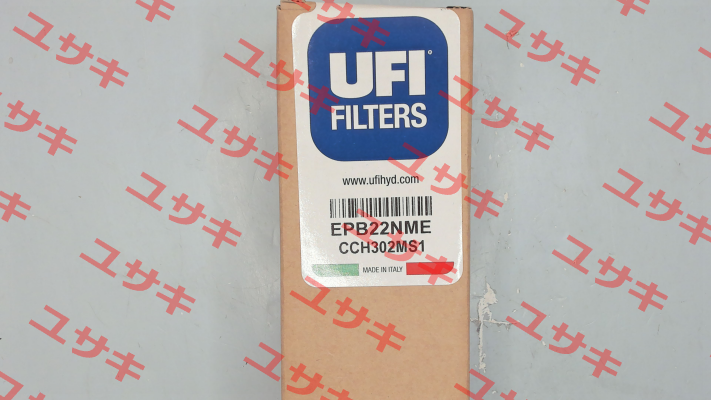 UFI
FILTERS
www.ufihyd.com
EPB22NME
CCH302MS1
MADE IN ITALY
ユサキ